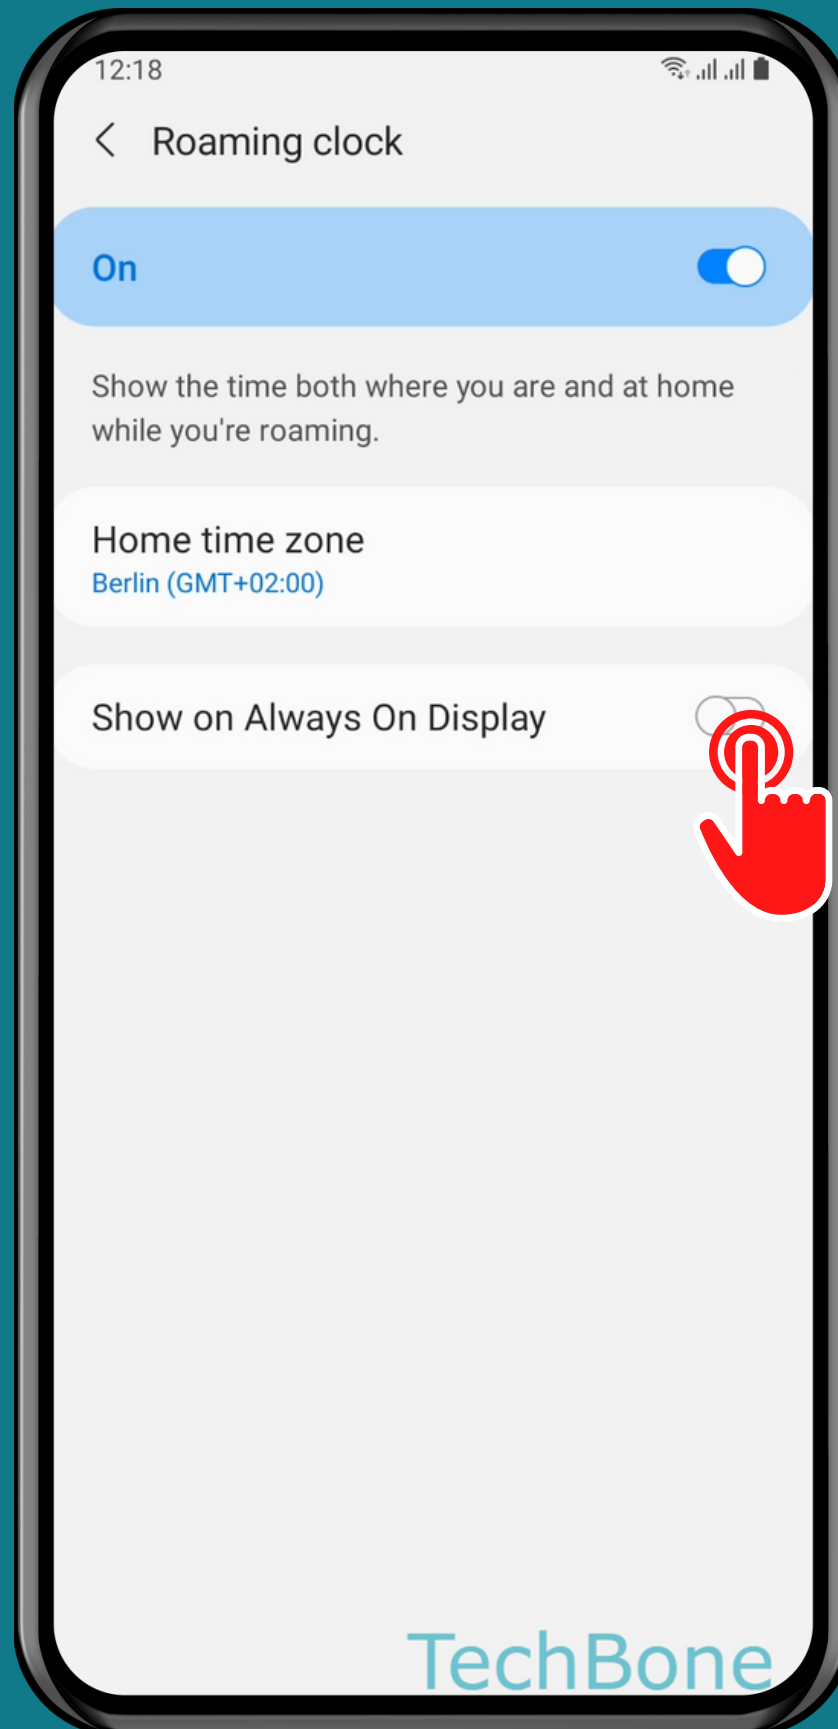 12:18
Roaming clock
On
Show the time both where you are and at home
while you're roaming.
Home time zone
Berlin (GMT+02:00)
Show on Always On Display
TechBone